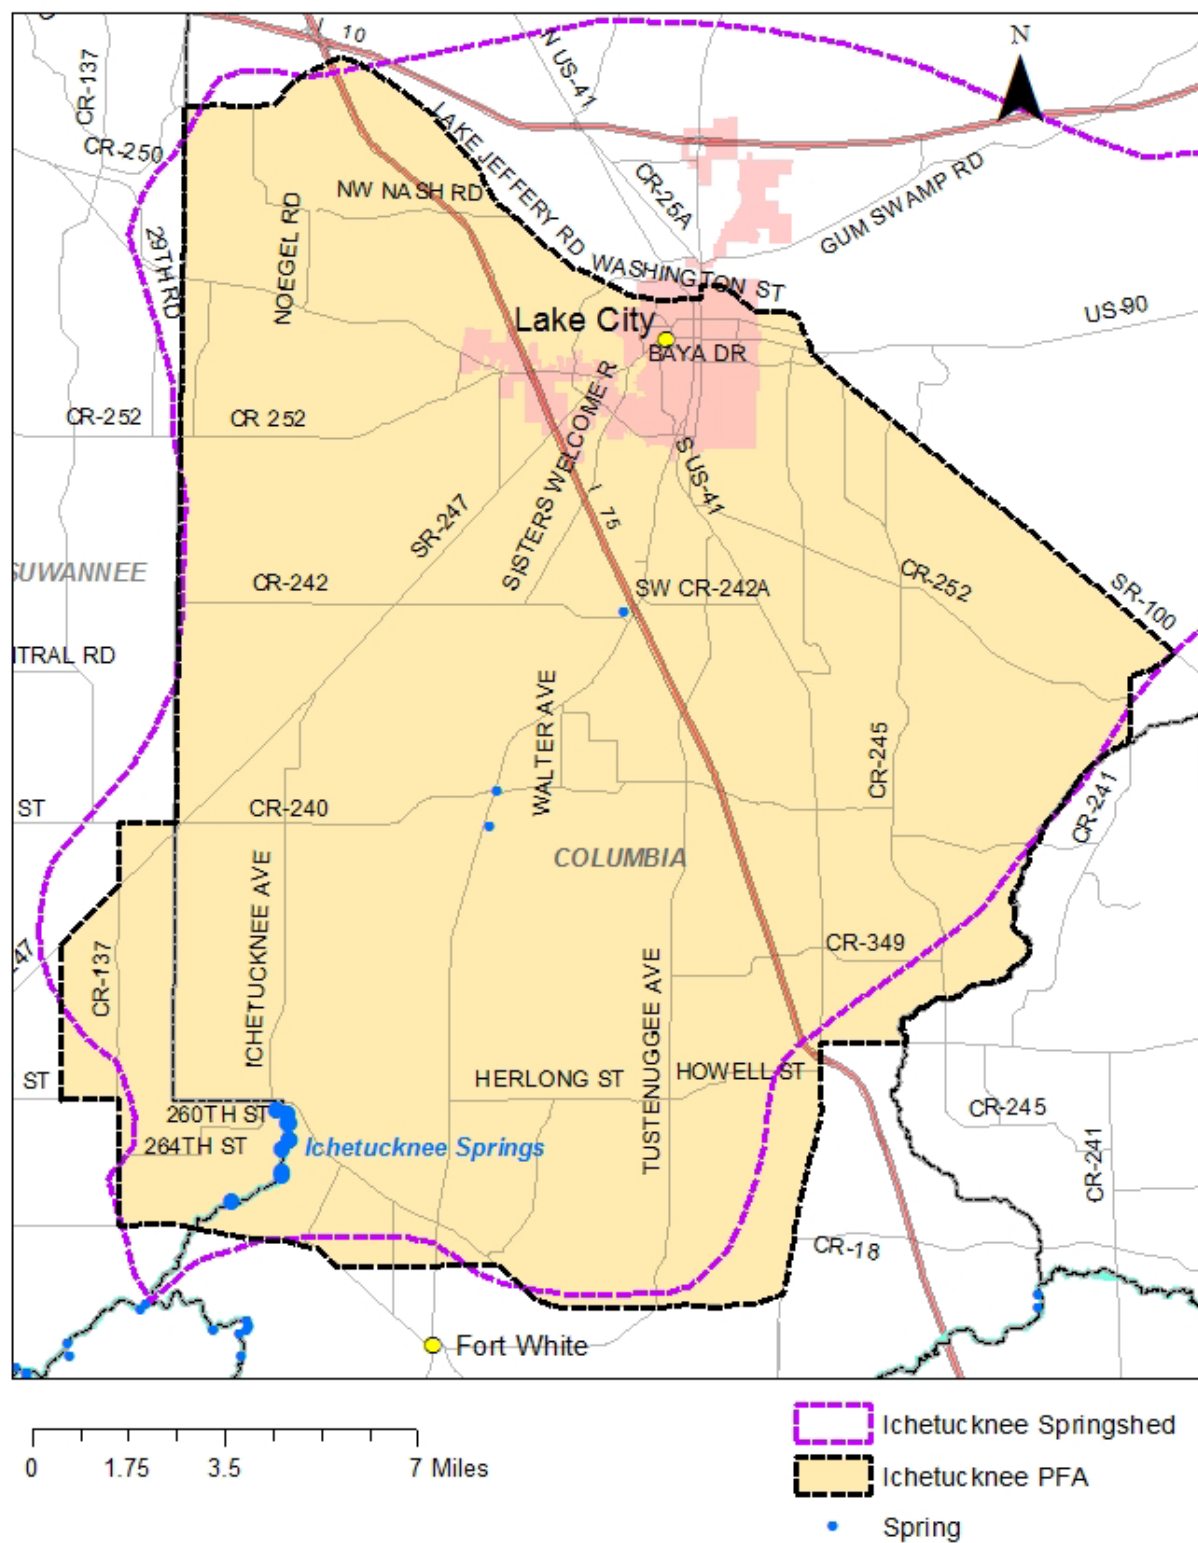 10
N
N US-41
CR-137
LAKE JEFFERY RD
CR-250
CR-25A
GUM SWAMP RD
NW NASH RD
29TH RD
NOEGEL RD
WASHINGTON ST
US-90
Lake City
BAYA DR
CR-252
CR 252
SISTERS WELCOME R
S US-41
SR-247
I 75
SUWANNEE
CR-242
SW CR-242A
CR-252
SR-100
NTRAL RD
WALTER AVE
CR-245
ST
CR-240
CR-241
COLUMBIA
ICHETUCKNEE AVE
CR-349
47
CR-137
TUSTENUGGEE AVE
ST
HERLONG ST
HOWELL ST
260TH ST
CR-245
264TH ST
Ichetucknee Springs
CR-241
CR-18
Fort White
Ichetucknee Springshed
0 1.75 3.5 7 Miles
Ichetucknee PFA
Spring